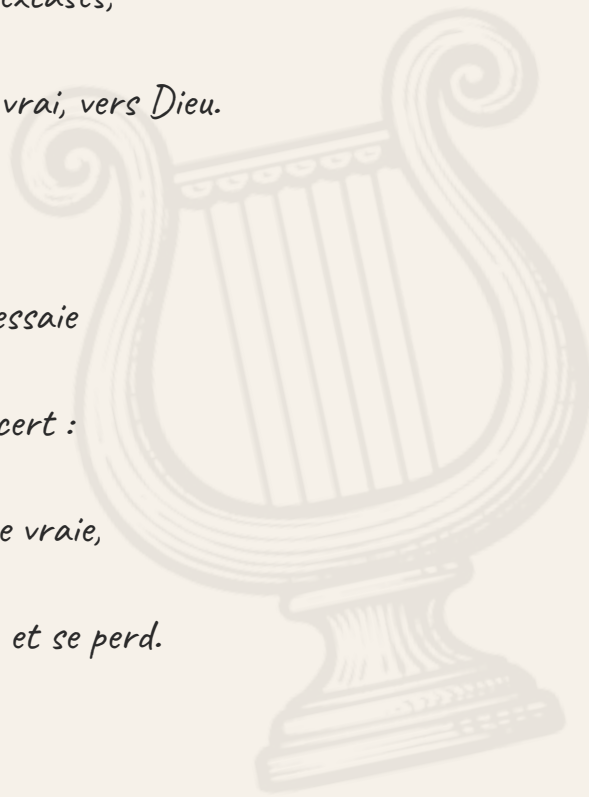 vrai, vers Dieu.
essaie
cert :
e vraie,
et se perd.